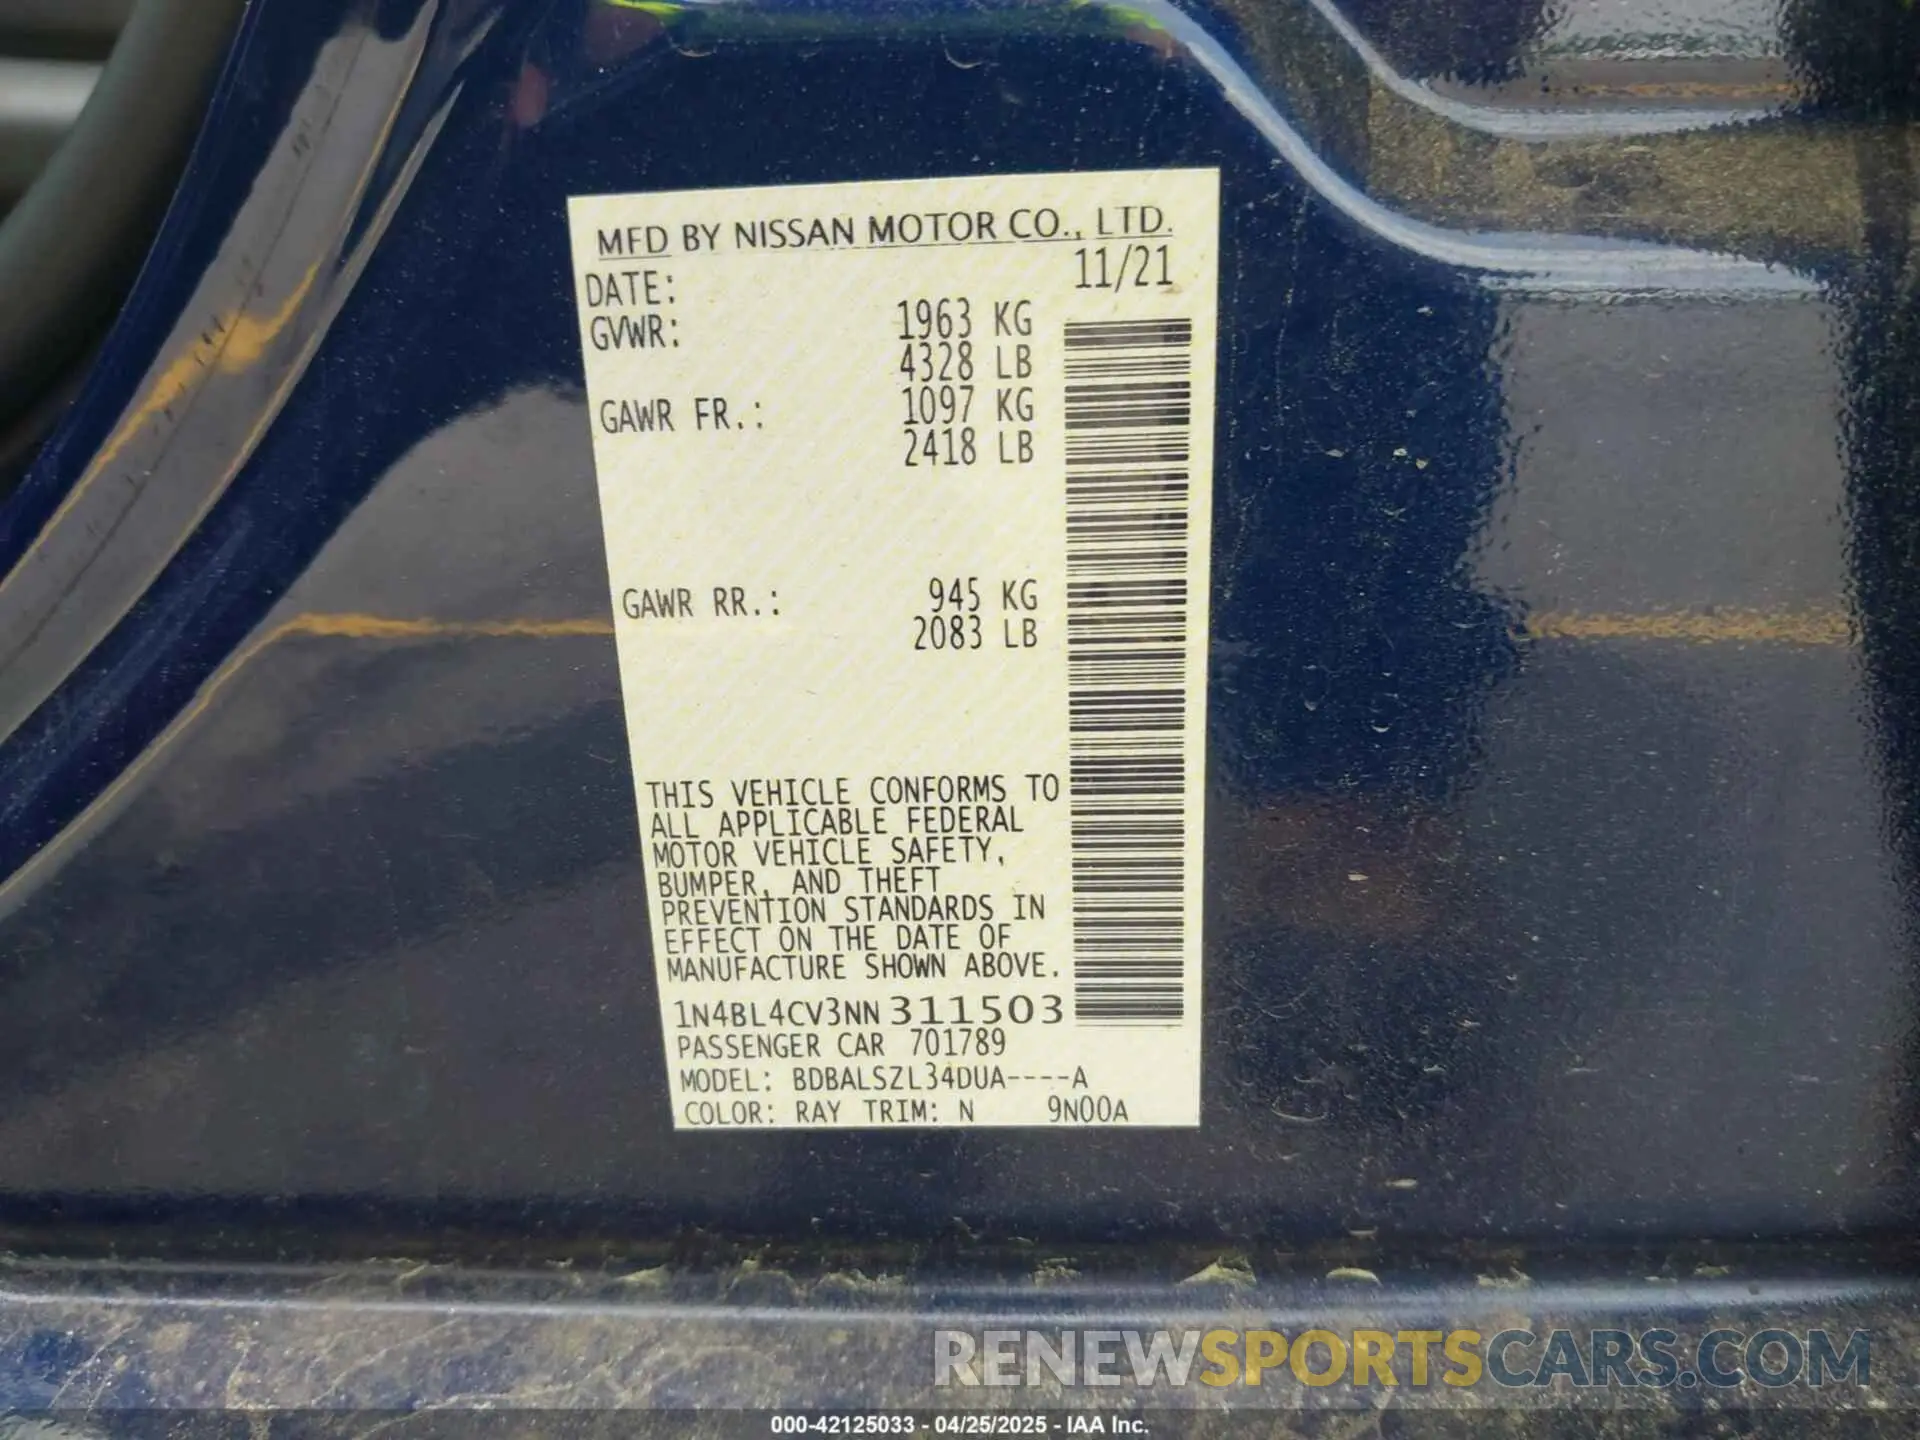 MFD BY NISSAN MOTOR CO., LTD.
DATE: 11/21
GVWR: 1963 KG
4328 LB
GAWR FR.: 1097 KG
2418 LB
GAWR RR.: 945 KG
2083 LB
THIS VEHICLE CONFORMS TO
ALL APPLICABLE FEDERAL
MOTOR VEHICLE SAFETY,
BUMPER, AND THEFT
PREVENTION STANDARDS IN
EFFECT ON THE DATE OF
MANUFACTURE SHOWN ABOVE.
1N4BL4CV3NN311503
PASSENGER CAR 701789
MODEL: BDBALSZL34DUA----A
COLOR: RAY TRIM: N 9N00A
RENEWSPORTSCARS.COM
000-42125033 - 04/25/2025 - IAA Inc.